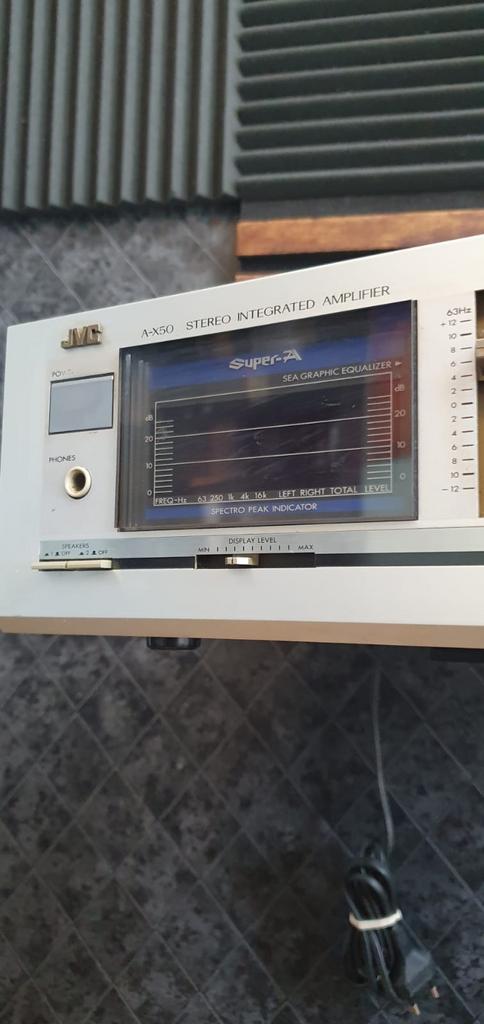 JVC
A-X50 STEREO INTEGRATED AMPLIFIER
Super-A
SEA GRAPHIC EQUALIZER
dB
20
10
0
dB
20
10
0
FREQ-Hz 63 250 1k 4k 16k LEFT RIGHT TOTAL LEVEL
SPECTRO PEAK INDICATOR
PHONES
SPEAKERS
1 OFF 2 OFF
DISPLAY LEVEL
MIN MAX
63Hz
+12
10
8
6
4
2
0
2
4
6
8
10
-12